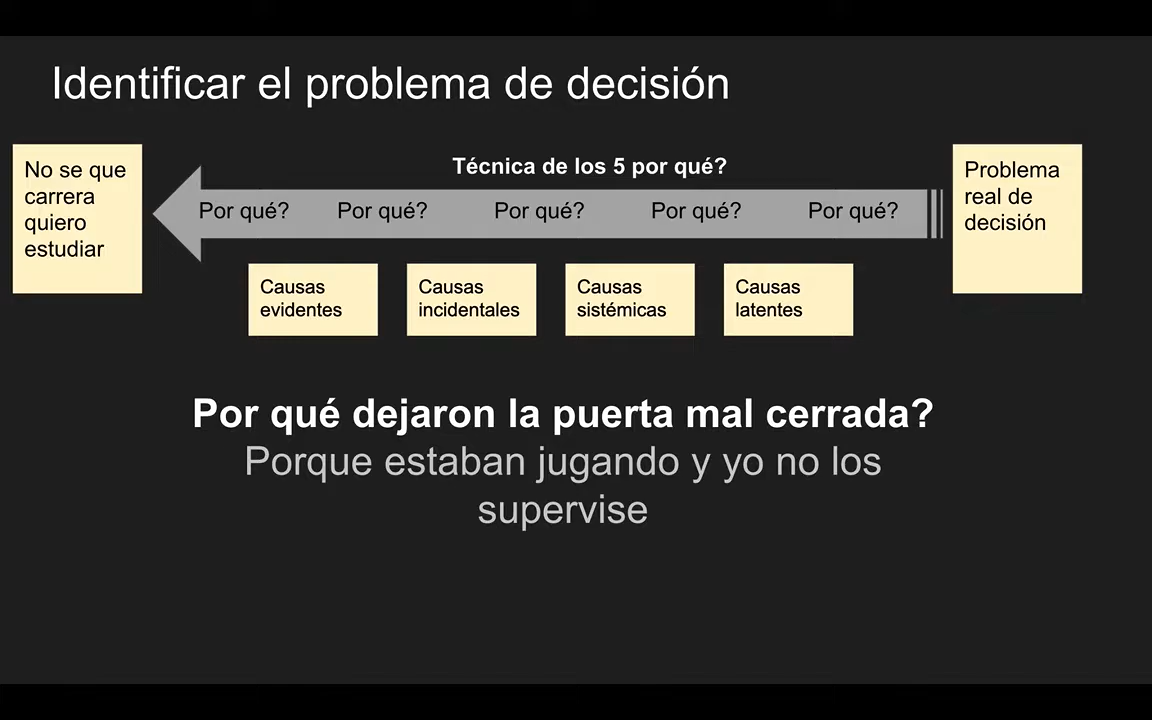 Identificar el problema de decisión
No se que
carrera
quiero
estudiar
Técnica de los 5 por qué?
Por qué? Por qué? Por qué? Por qué? Por qué?
Problema
real de
decisión
Causas
evidentes
Causas
incidentales
Causas
sistémicas
Causas
latentes
Por qué dejaron la puerta mal cerrada?
Porque estaban jugando y yo no los
supervise